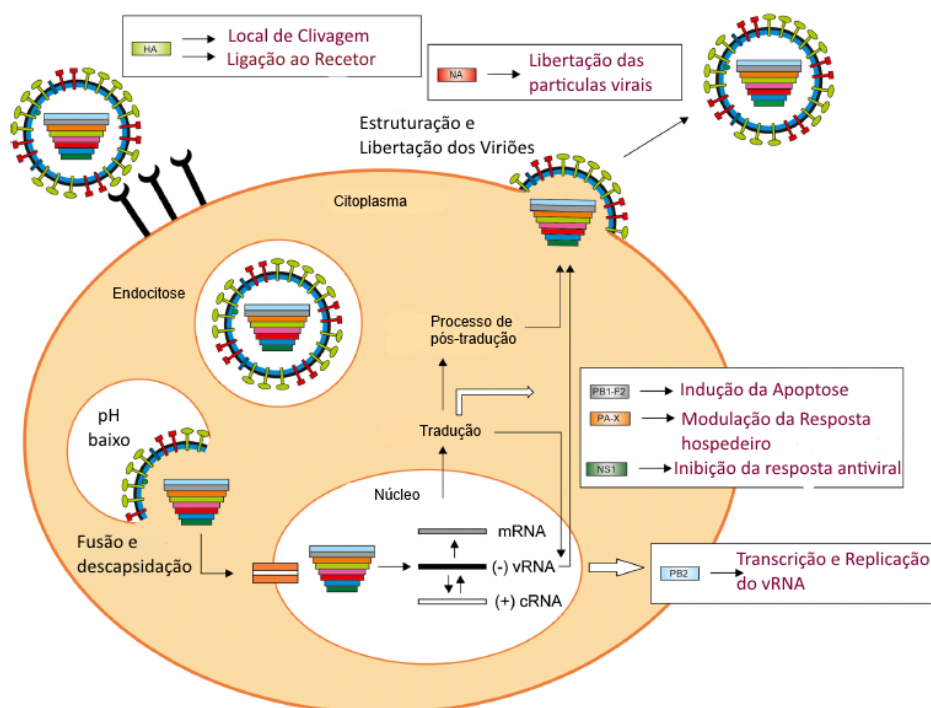 HA
Local de Clivagem
Ligação ao Recetor
NA
Libertação das
particulas virais
Estruturação e
Libertação dos Viriões
Citoplasma
Endocitose
Processo de
pós-tradução
PB1-F2
Indução da Apoptose
PA-X
Modulação da Resposta
hospedeiro
NS1
Inibição da resposta antiviral
pH
baixo
Tradução
Núcleo
Fusão e
descapsidação
mRNA
(-) vRNA
(+) cRNA
PB2
Transcrição e Replicação
do vRNA